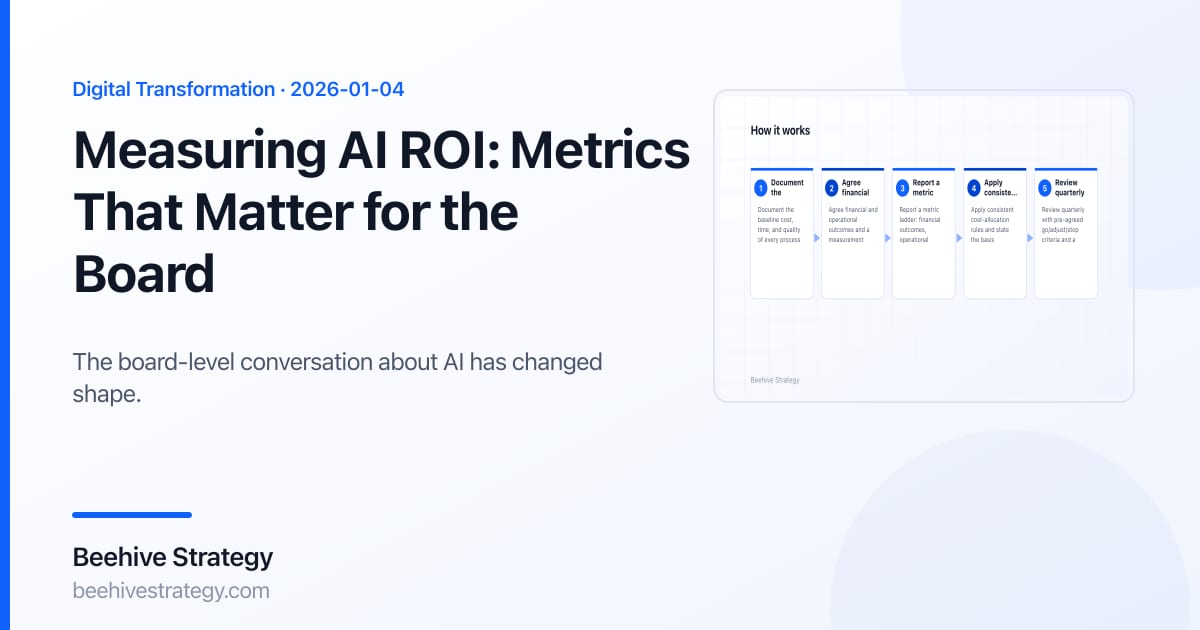 Digital Transformation · 2026-01-04
Measuring AI ROI: Metrics
That Matter for the
Board
The board-level conversation about AI has changed
shape.
Beehive Strategy
beehivestrategy.com
How it works
1 Document
the
Document the
baseline cost,
time, and quality
of every process
2 Agree
financial
Agree financial and
operational
outcomes and a
measurement
3 Report a
metric
Report a metric
ladder: financial
outcomes,
operational
4 Apply
consiste...
Apply consistent
cost-allocation
rules and state
the basis
5 Review
quarterly
Review quarterly
with pre-agreed
go/adjust/stop
criteria and a
Beehive Strategy